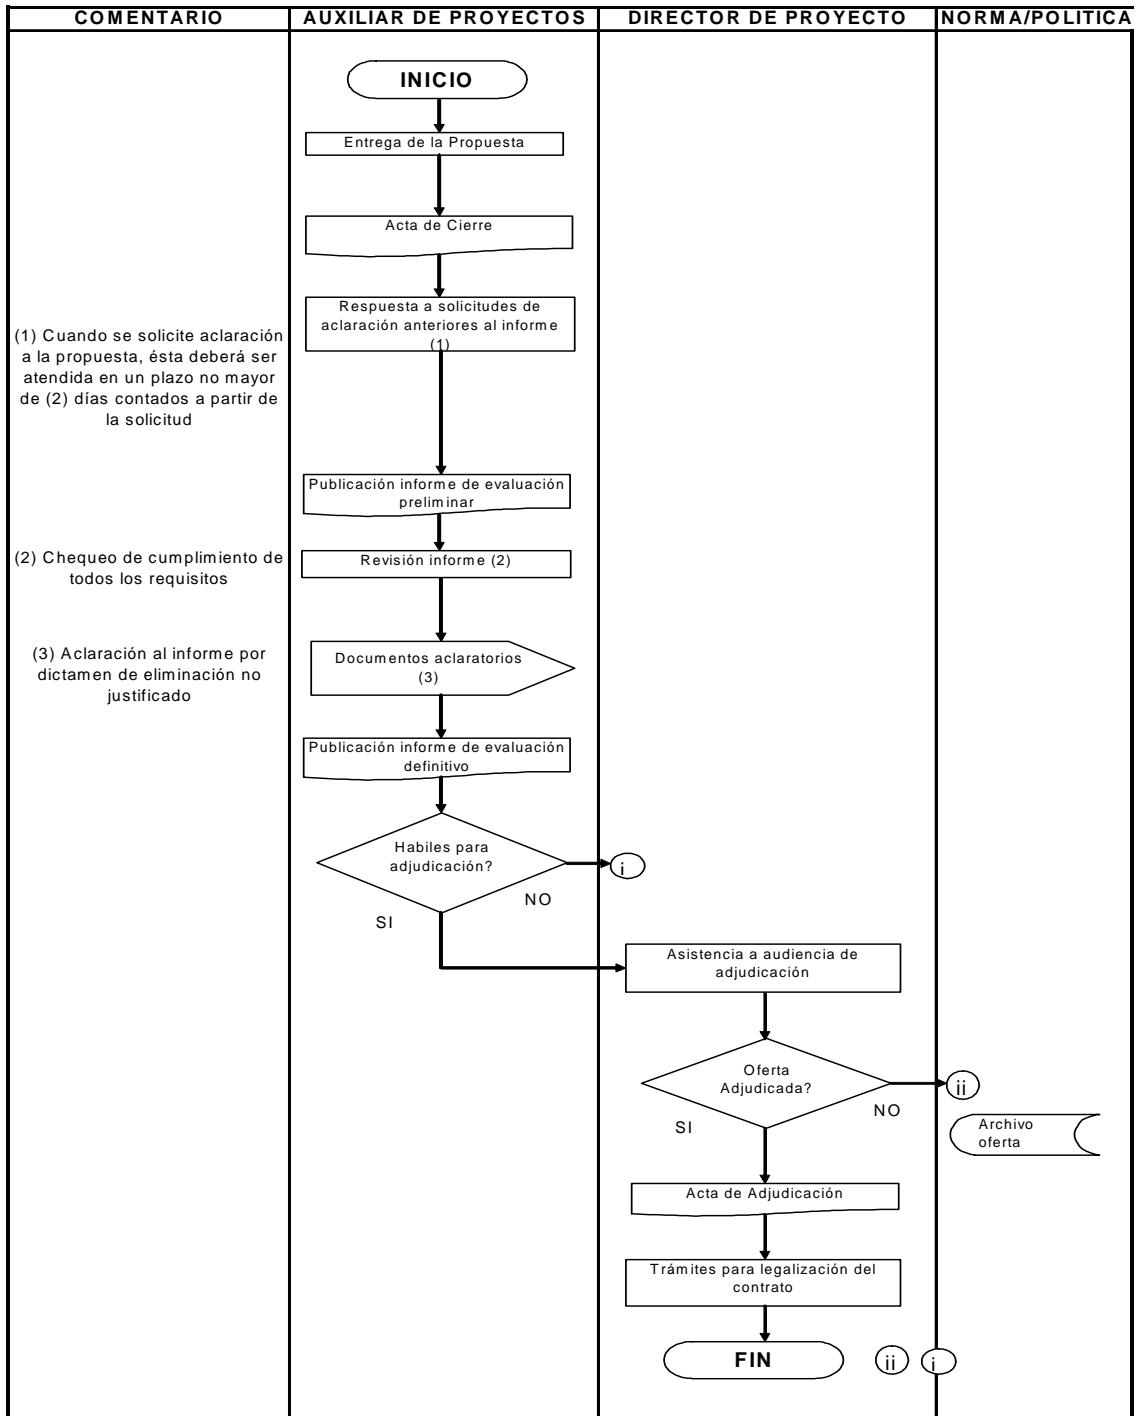 COMENTARIO
AUXILIAR DE PROYECTOS
DIRECTOR DE PROYECTO
NORMA/POLITICA
INICIO
Entrega de la Propuesta
Acta de Cierre
Respuesta a solicitudes de
aclaración anteriores al informe
(1)
(1) Cuando se solicite aclaración
a la propuesta, ésta deberá ser
atendida en un plazo no mayor
de (2) días contados a partir de
la solicitud
Publicación informe de evaluación
preliminar
(2) Chequeo de cumplimiento de
todos los requisitos
Revisión informe (2)
(3) Aclaración al informe por
dictamen de eliminación no
justificado
Documentos aclaratorios
(3)
Publicación informe de evaluación
definitivo
Habiles para
adjudicación?
i
NO
SI
Asistencia a audiencia de
adjudicación
Oferta
Adjudicada?
ii
NO
SI
Archivo
oferta
Acta de Adjudicación
Trámites para legalización del
contrato
FIN
ii
i